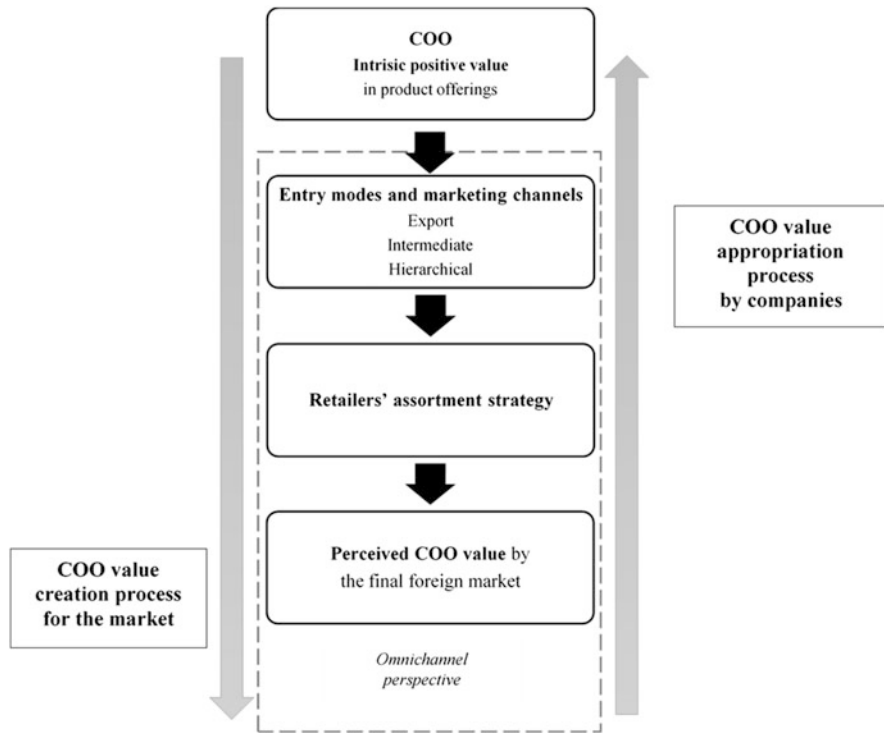 COO
Intrisic positive value
in product offerings
Entry modes and marketing channels
Export
Intermediate
Hierarchical
COO value
appropriation
process
by companies
Retailers’ assortment strategy
Perceived COO value by
the final foreign market
COO value
creation process
for the market
Omnichannel
perspective